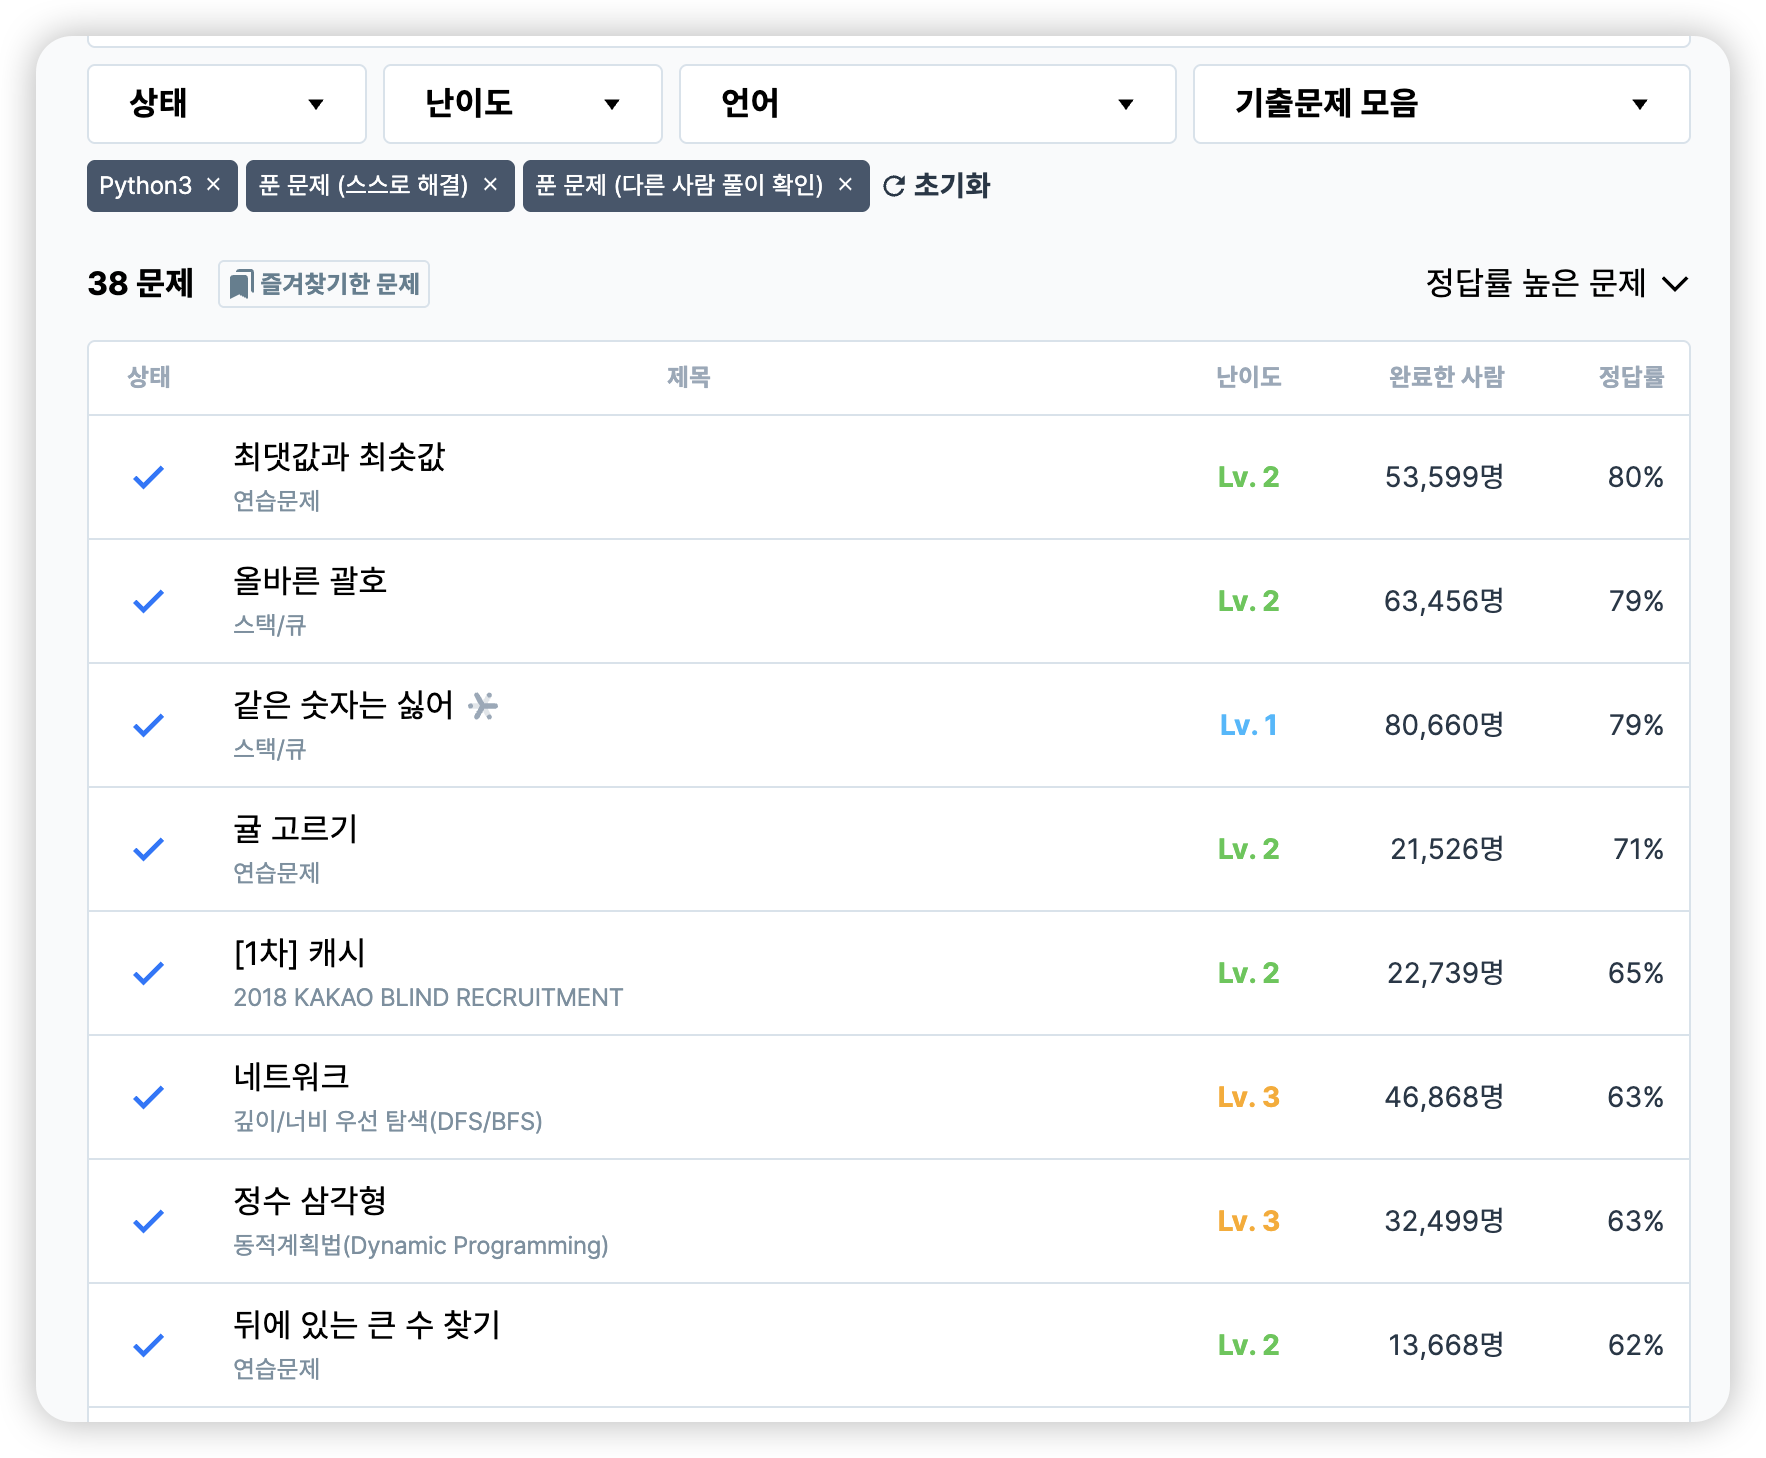 상태 난이도 언어 기출문제 모음
Python3 × 푼 문제 (스스로 해결) × 푼 문제 (다른 사람 풀이 확인) × 초기화
38 문제 즐겨찾기한 문제 정답률 높은 문제
상태 제목 난이도 완료한 사람 정답률
최댓값과 최솟값
연습문제
Lv. 2 53,599명 80%
올바른 괄호
스택/큐
Lv. 2 63,456명 79%
같은 숫자는 싫어
스택/큐
Lv. 1 80,660명 79%
귤 고르기
연습문제
Lv. 2 21,526명 71%
[1차] 캐시
2018 KAKAO BLIND RECRUITMENT
Lv. 2 22,739명 65%
네트워크
깊이/너비 우선 탐색(DFS/BFS)
Lv. 3 46,868명 63%
정수 삼각형
동적계획법(Dynamic Programming)
Lv. 3 32,499명 63%
뒤에 있는 큰 수 찾기
연습문제
Lv. 2 13,668명 62%